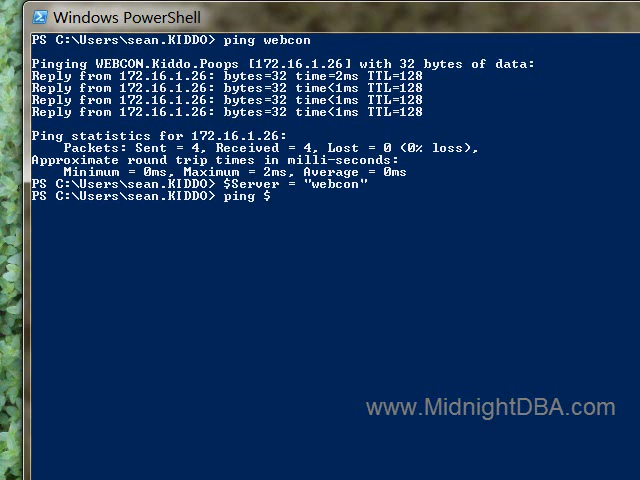 Windows PowerShell
PS C:\Users\sean.KIDDO> ping webcon
Pinging WEBCON.Kiddo.Poops [172.16.1.26] with 32 bytes of data:
Reply from 172.16.1.26: bytes=32 time=2ms TTL=128
Reply from 172.16.1.26: bytes=32 time<1ms TTL=128
Reply from 172.16.1.26: bytes=32 time<1ms TTL=128
Reply from 172.16.1.26: bytes=32 time<1ms TTL=128
Ping statistics for 172.16.1.26:
Packets: Sent = 4, Received = 4, Lost = 0 (0% loss),
Approximate round trip times in milli-seconds:
Minimum = 0ms, Maximum = 2ms, Average = 0ms
PS C:\Users\sean.KIDDO> $Server = "webcon"
PS C:\Users\sean.KIDDO> ping $
www.MidnightDBA.com